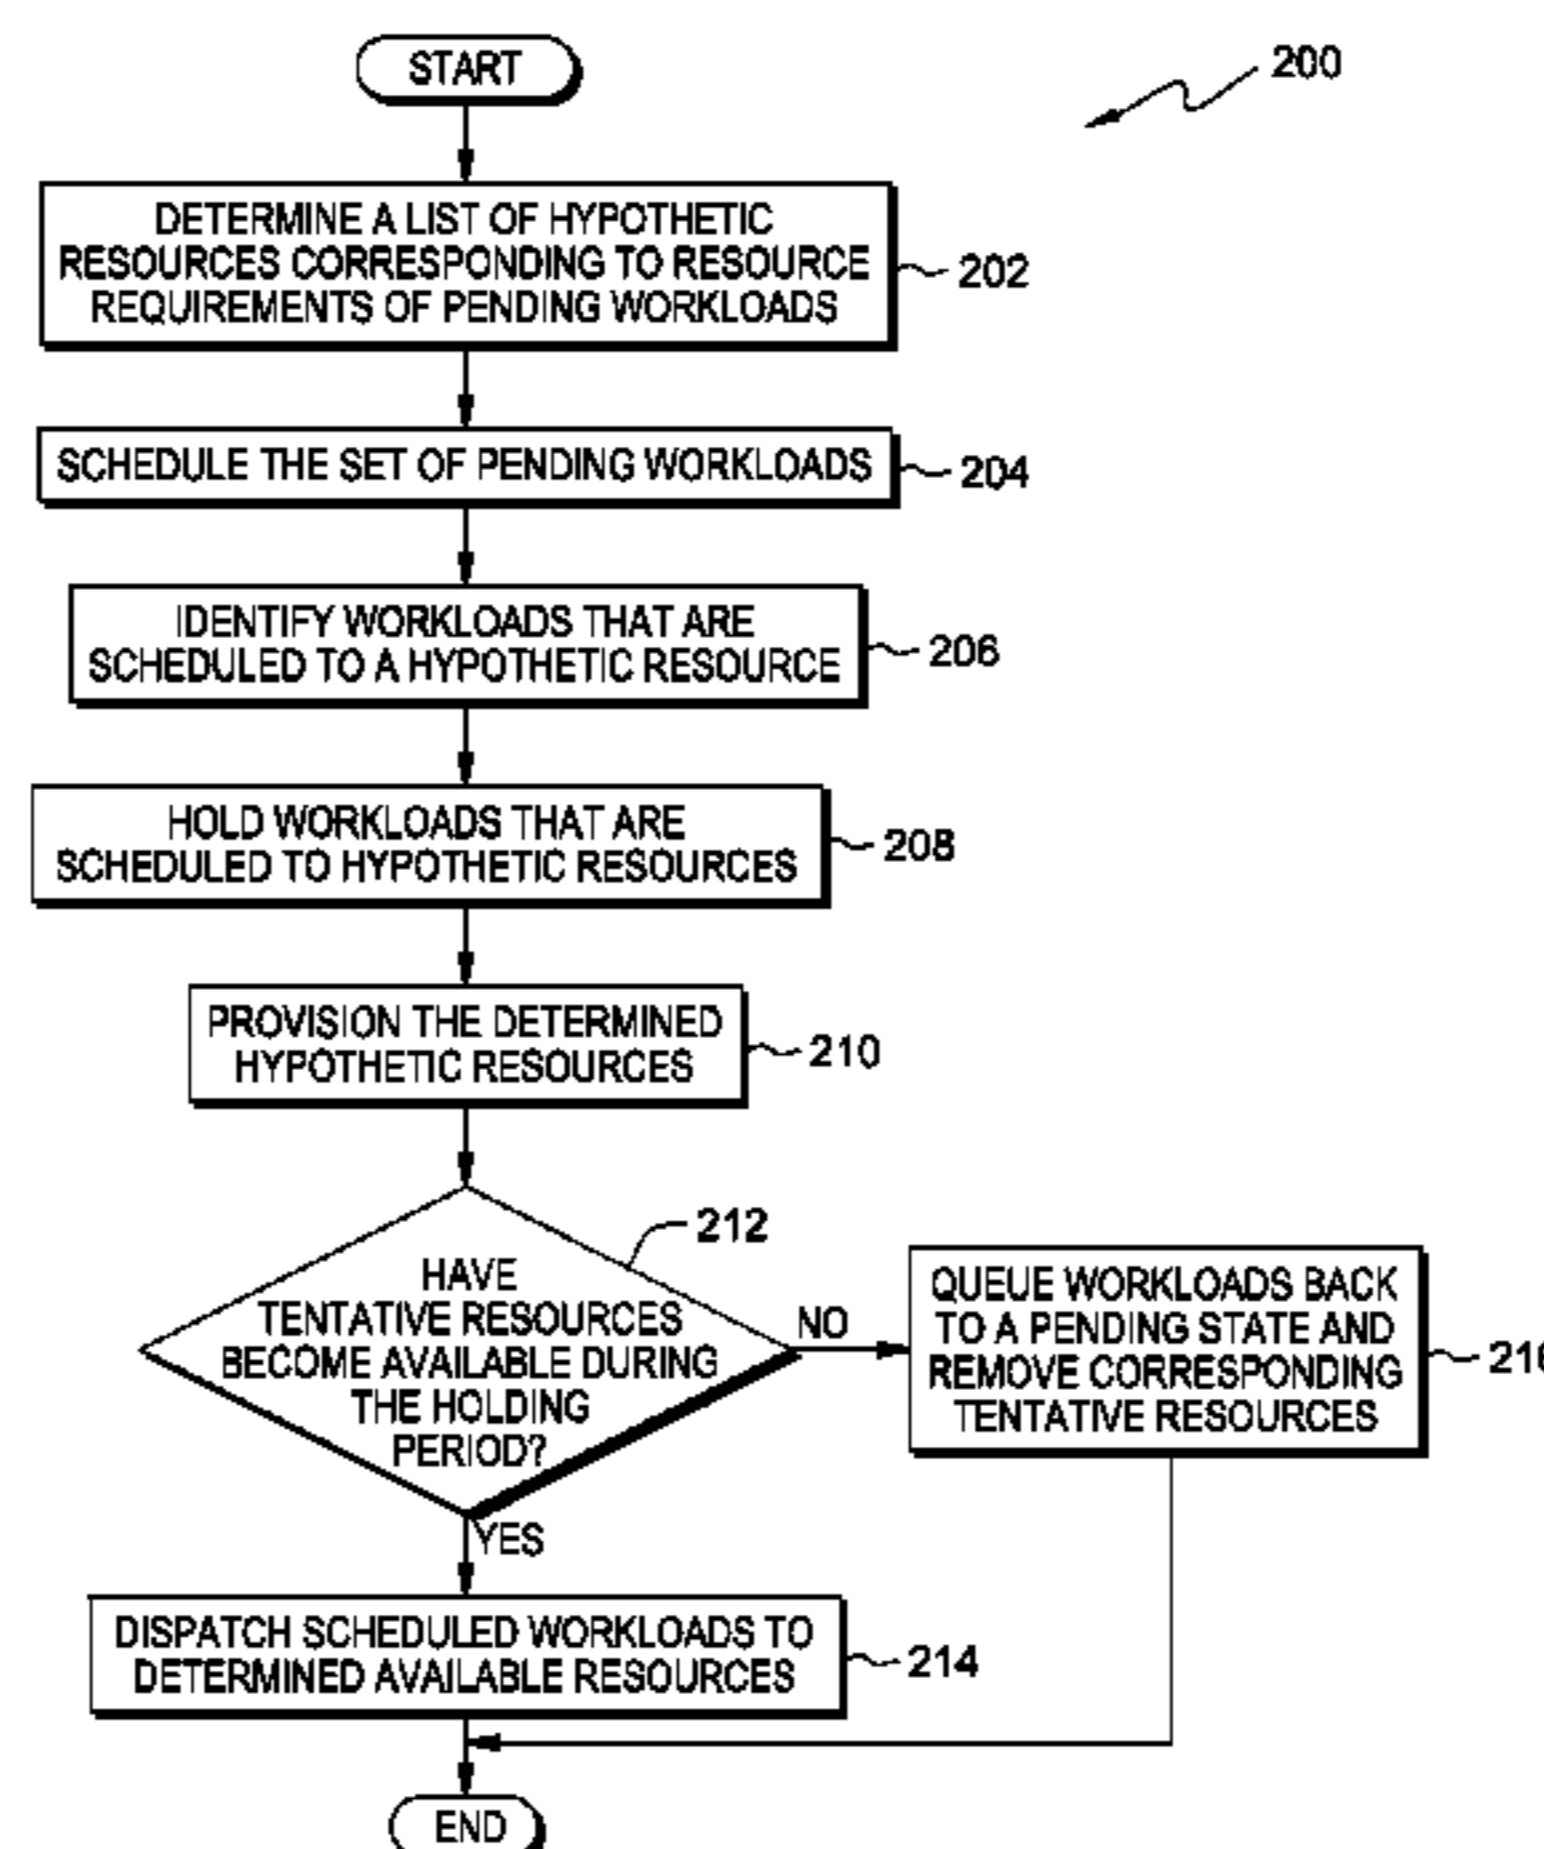 START
200
DETERMINE A LIST OF HYPOTHETIC
RESOURCES CORRESPONDING TO RESOURCE
REQUIREMENTS OF PENDING WORKLOADS
202
SCHEDULE THE SET OF PENDING WORKLOADS
204
IDENTIFY WORKLOADS THAT ARE
SCHEDULED TO A HYPOTHETIC RESOURCE
206
HOLD WORKLOADS THAT ARE
SCHEDULED TO HYPOTHETIC RESOURCES
208
PROVISION THE DETERMINED
HYPOTHETIC RESOURCES
210
212
HAVE
TENTATIVE RESOURCES
BECOME AVAILABLE DURING
THE HOLDING
PERIOD?
NO
QUEUE WORKLOADS BACK
TO A PENDING STATE AND
REMOVE CORRESPONDING
TENTATIVE RESOURCES
YES
DISPATCH SCHEDULED WORKLOADS TO
DETERMINED AVAILABLE RESOURCES
214
END